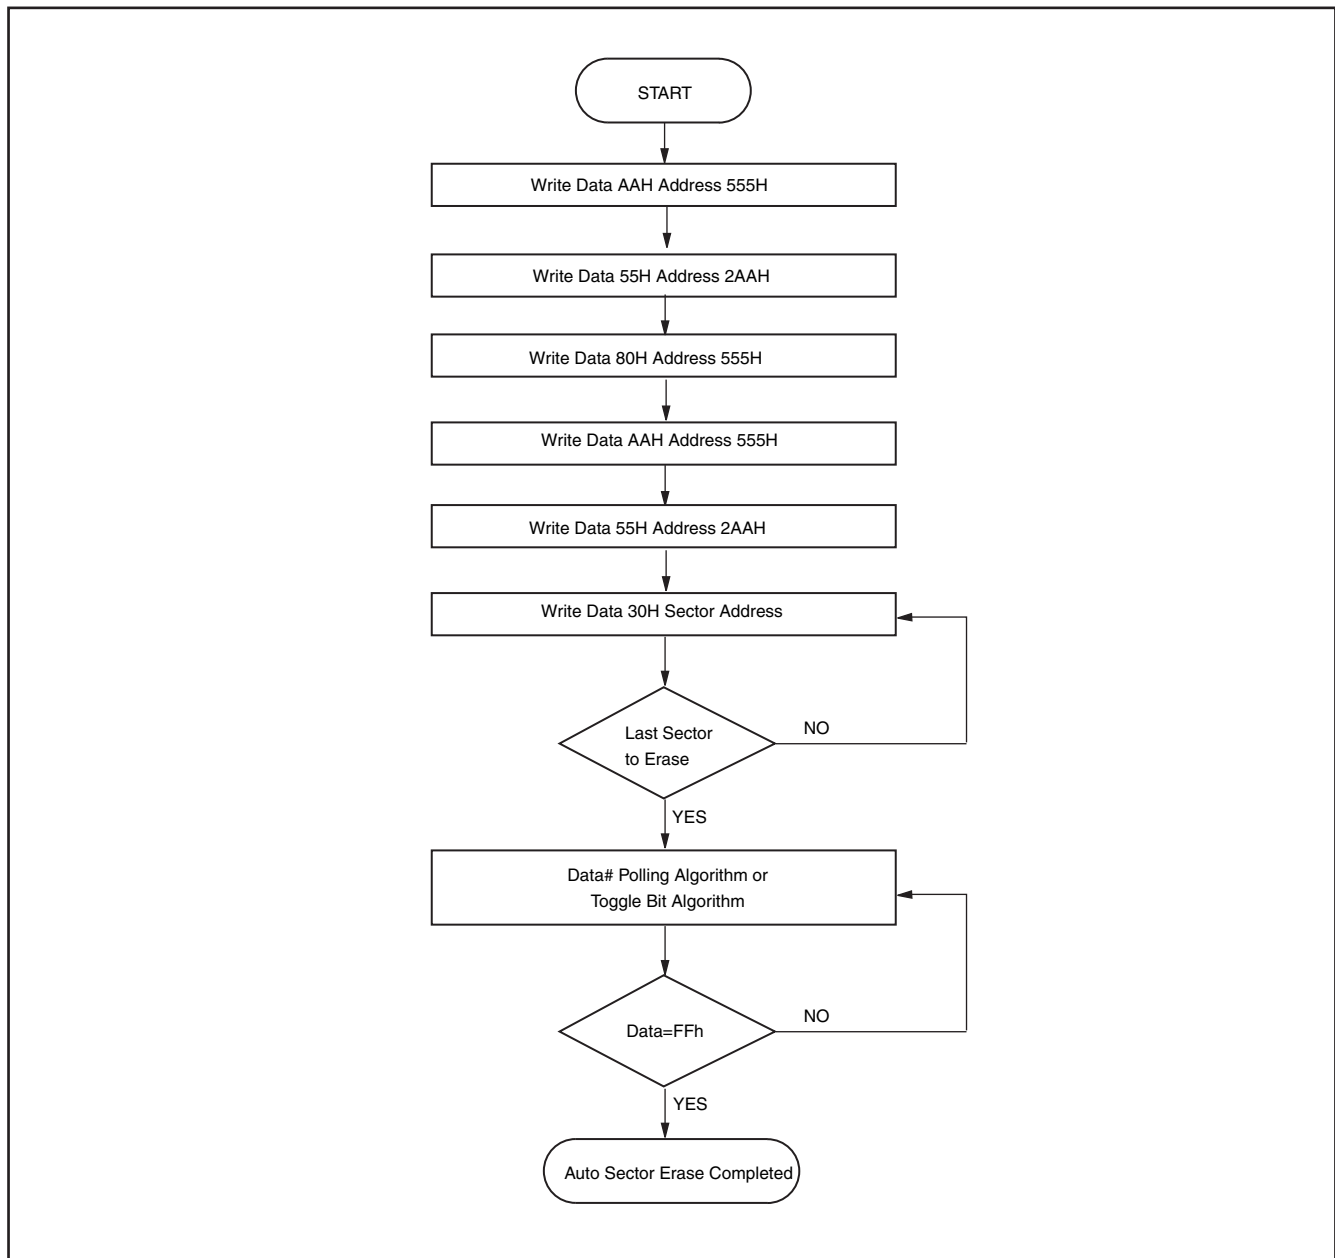 START
Write Data AAH Address 555H
Write Data 55H Address 2AAH
Write Data 80H Address 555H
Write Data AAH Address 555H
Write Data 55H Address 2AAH
Write Data 30H Sector Address
Last Sector
to Erase
NO
YES
Data# Polling Algorithm or
Toggle Bit Algorithm
Data=FFh
NO
YES
Auto Sector Erase Completed